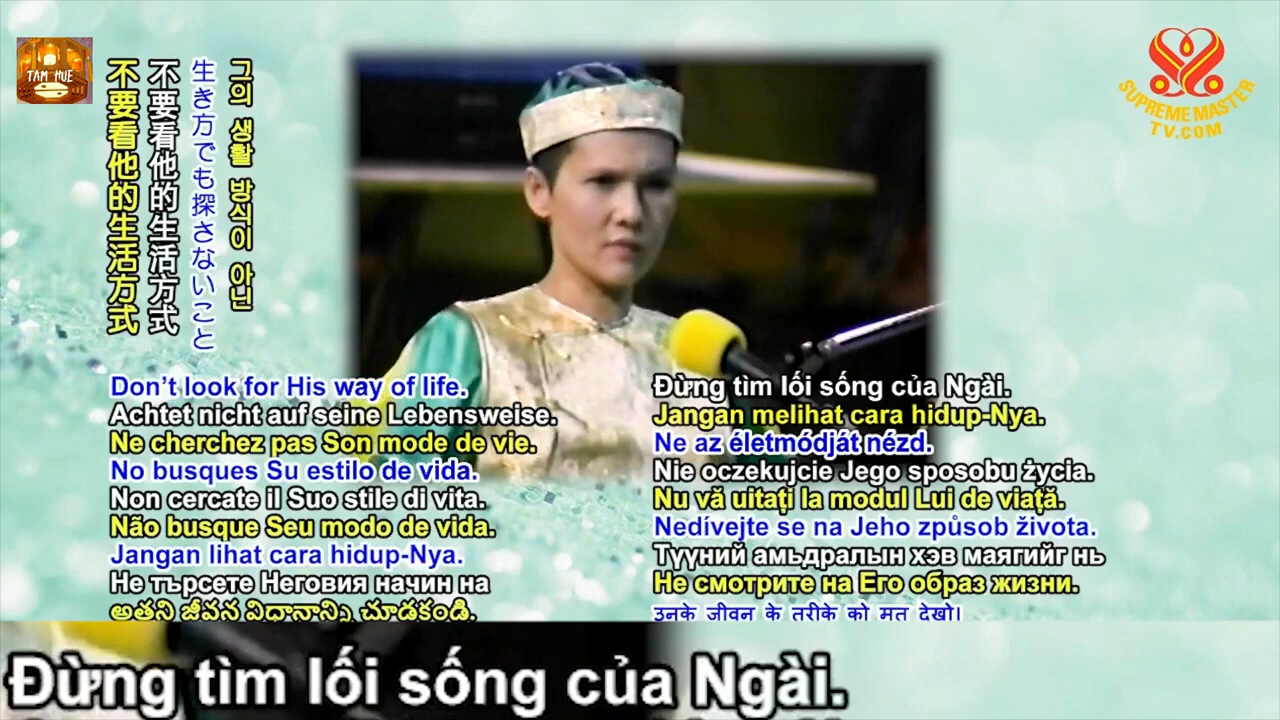 TAM HUE
SUPREME MASTER
TV.COM
그의 생활 방식이 아닌
生き方でも探さないこと
不要看他的生活方式
不要看他的生活方式
Don't look for His way of life.
Achtet nicht auf seine Lebensweise.
Ne cherchez pas Son mode de vie.
No busques Su estilo de vida.
Non cercate il Suo stile di vita.
Não busque Seu modo de vida.
Jangan lihat cara hidup-Nya.
Не търсете Неговия начин на
అతని జీవన విధానాన్ని చూడకండి.
Đừng tìm lối sống của Ngài.
Jangan melihat cara hidup-Nya.
Ne az életmódját nézd.
Nie oczekujcie Jego sposobu życia.
Nu vă uitați la modul Lui de viață.
Nedívejte se na Jeho způsob života.
Түүний амьдралын хэв маягийг нь
Не смотрите на Его образ жизни.
उनके जीवन के तरीके को मत देखो।
Đừng tìm lối sống của Ngài.